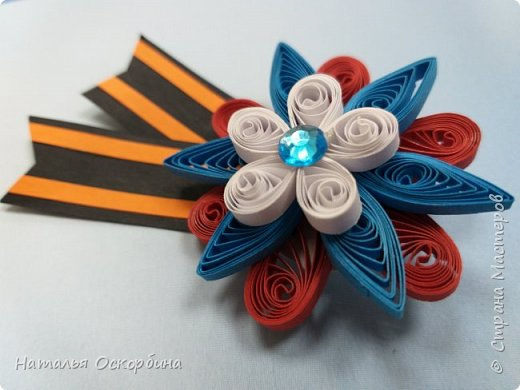 Наталья Оскорбина
© Страна Мастеров